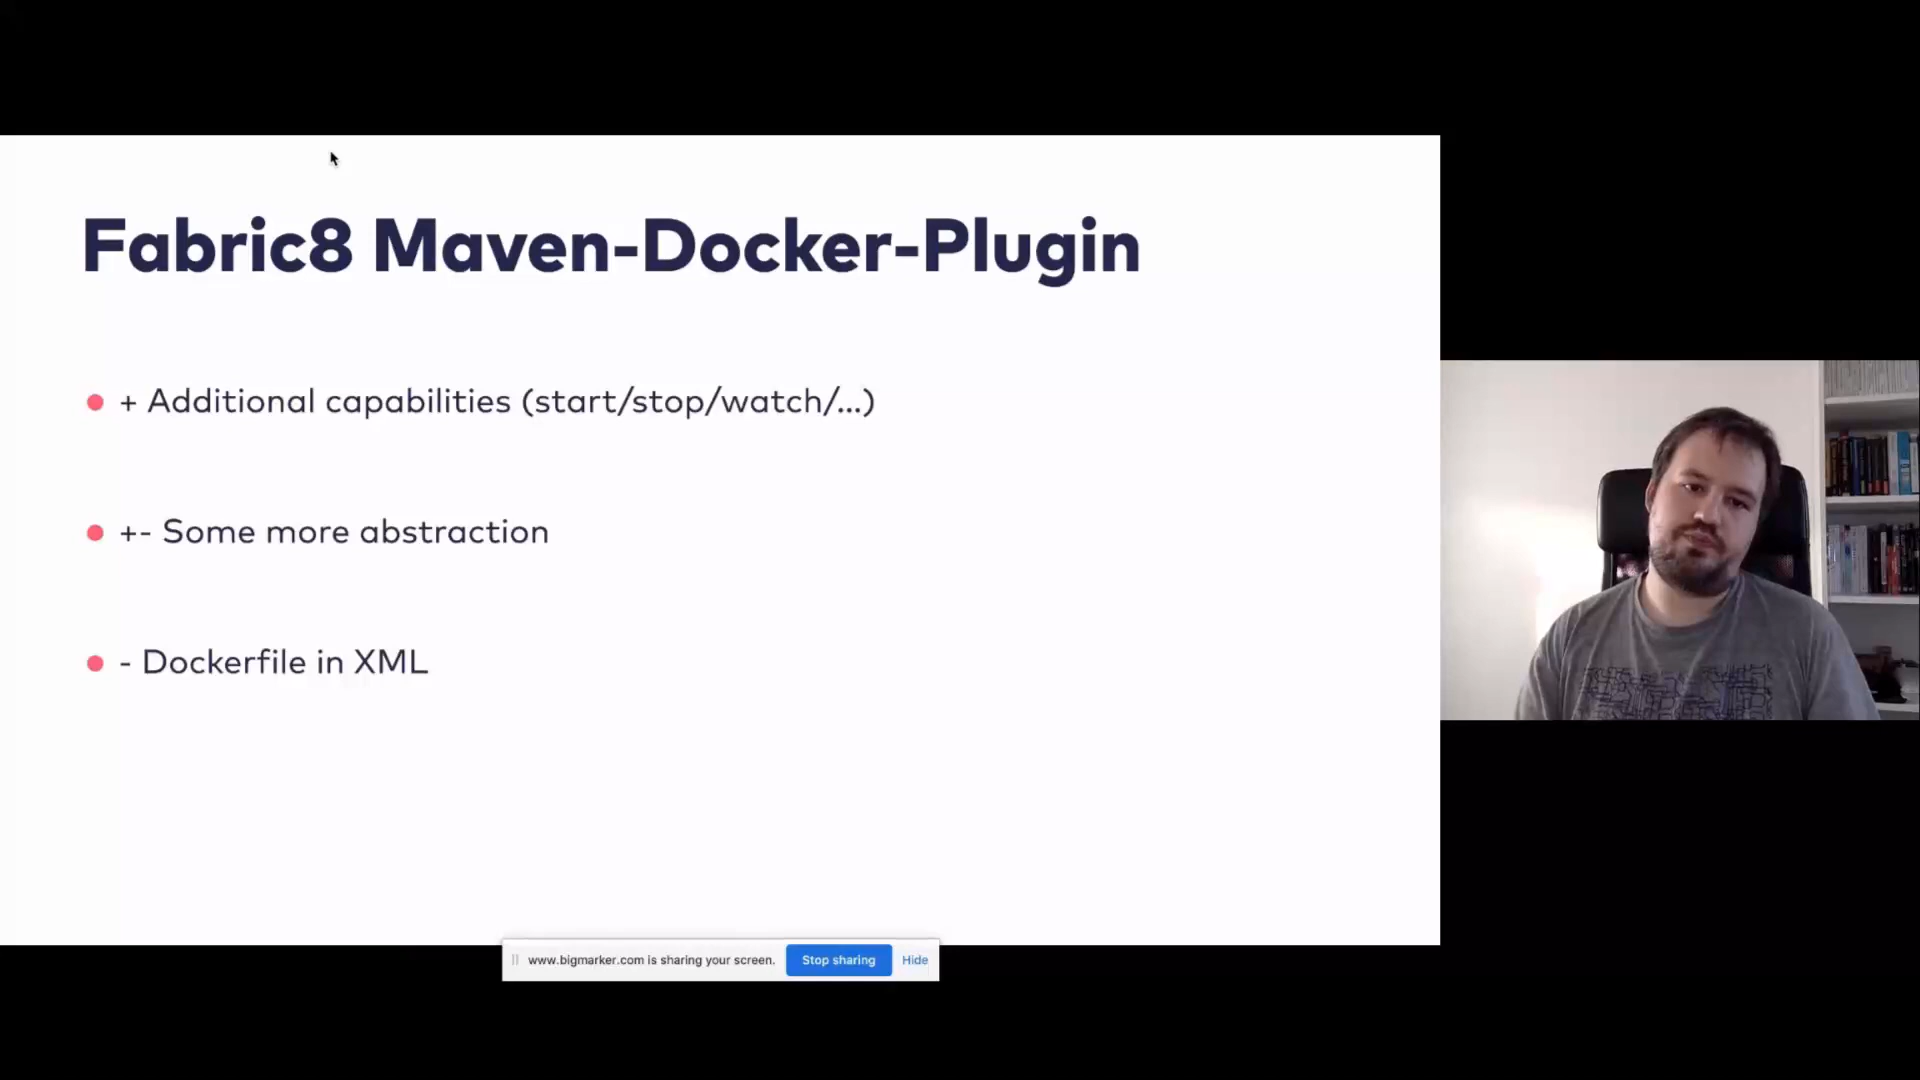 Fabric8 Maven-Docker-Plugin
+ Additional capabilities (start/stop/watch/...)
+- Some more abstraction
- Dockerfile in XML
www.bigmarker.com is sharing your screen.
Stop sharing
Hide